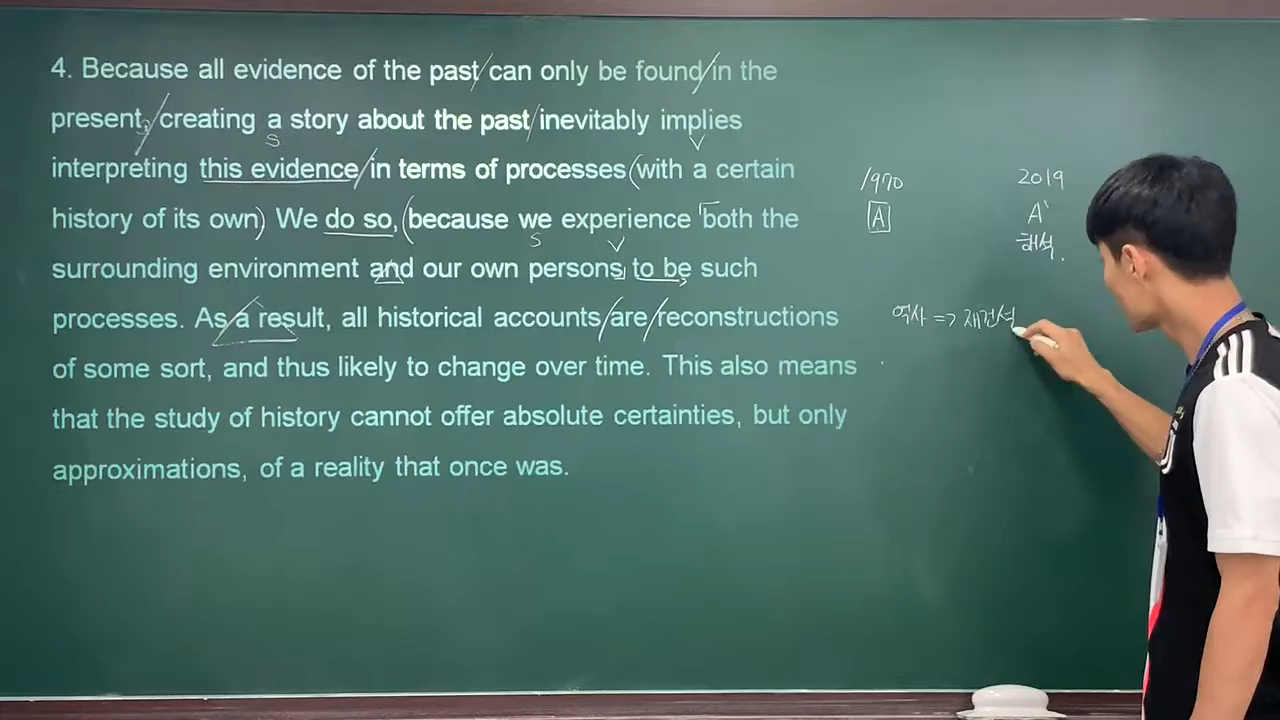 4. Because all evidence of the past can only be found in the
present, creating a story about the past inevitably implies
interpreting this evidence in terms of processes (with a certain
history of its own) We do so, (because we experience both the
surrounding environment and our own persons to be such
processes. As a result, all historical accounts are reconstructions
of some sort, and thus likely to change over time. This also means
that the study of history cannot offer absolute certainties, but only
approximations, of a reality that once was.
S
V
S
V
1970
2019
A
A'
해석.
역사 => 재건설